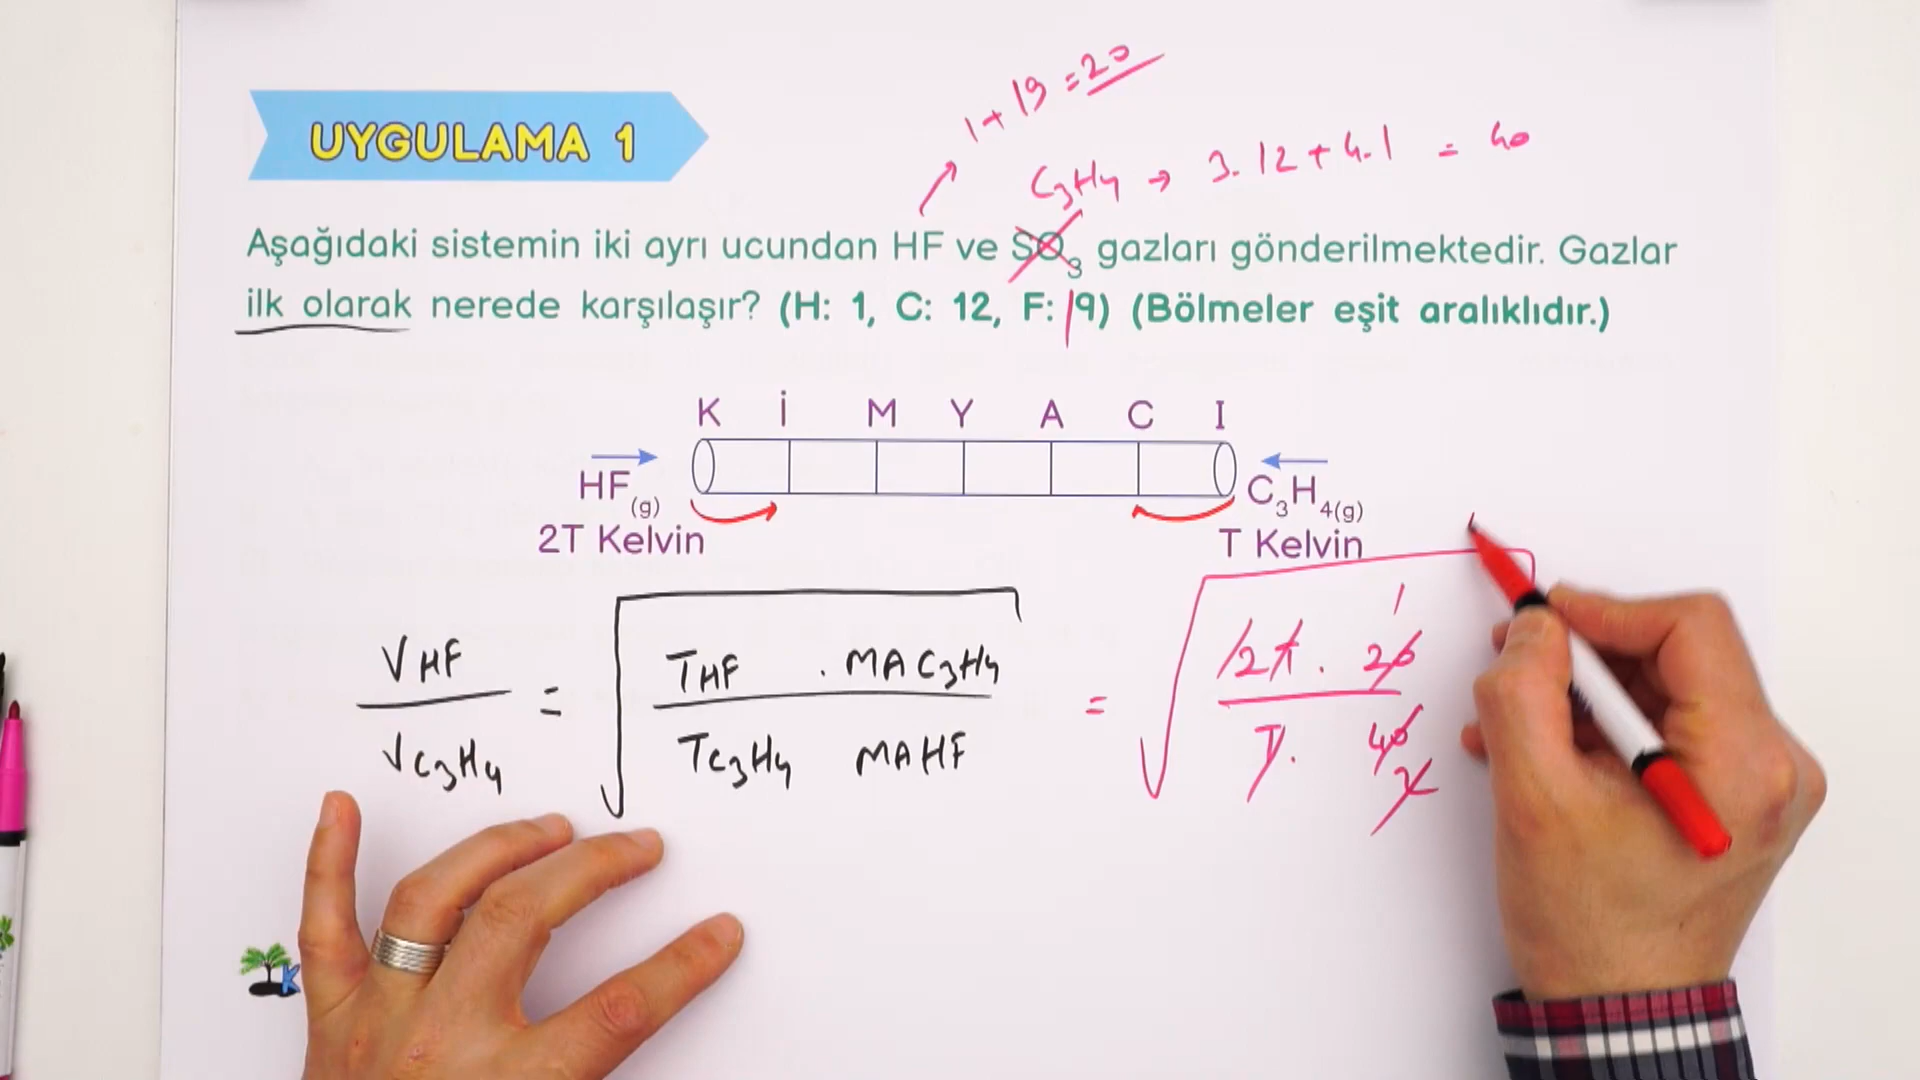 1 + 19 = 20
C3H4 → 3.12 + 4.1 = 40
UYGULAMA 1
Aşağıdaki sistemin iki ayrı ucundan HF ve SO3 gazları gönderilmektedir. Gazlar
ilk olarak nerede karşılaşır? (H: 1, C: 12, F: 19) (Bölmeler eşit aralıklıdır.)
K İ M Y A C I
HF(g)
2T Kelvin
C3H4(g)
T Kelvin
VHF / VC3H4 = √ THF . MAC3H4 / TC3H4 MAHF = √ 2T . 20 / T . 40
1
2
K